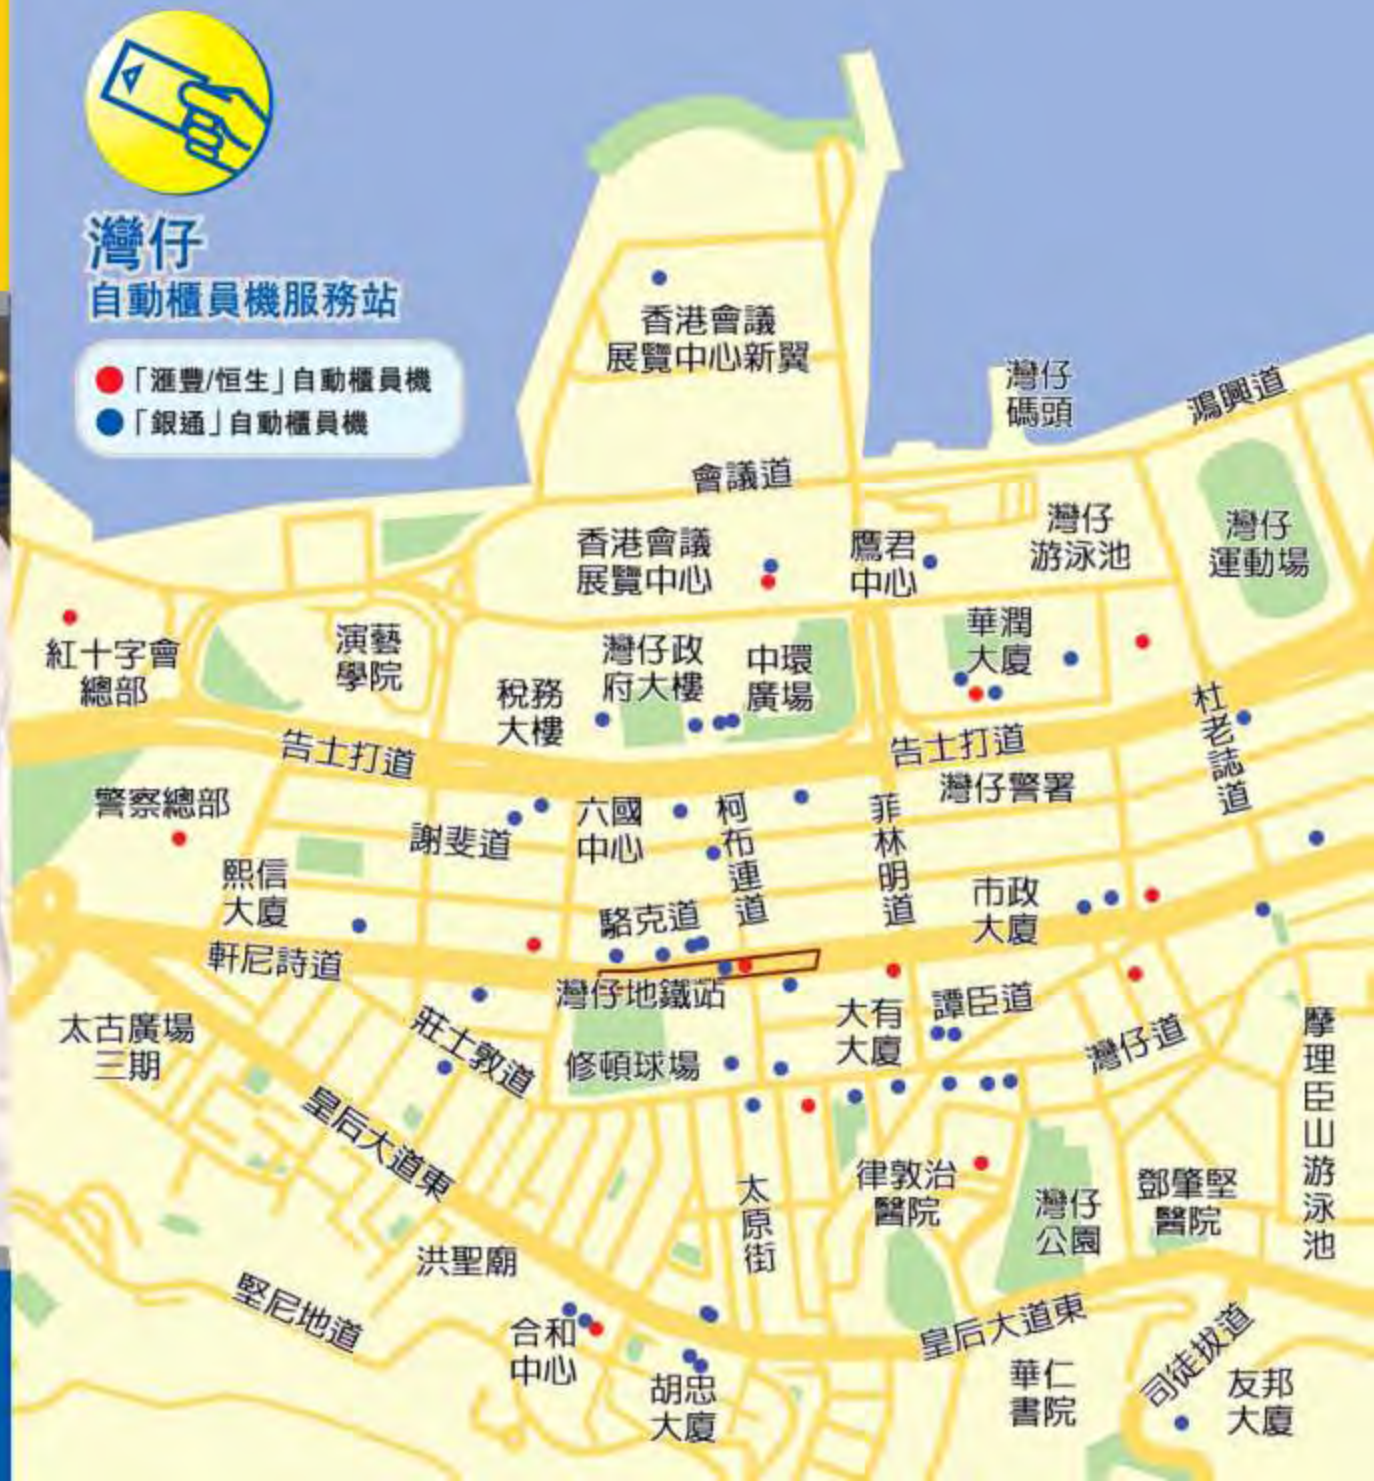 灣仔
自動櫃員機服務站
「滙豐/恒生」自動櫃員機
「銀通」自動櫃員機
香港會議
展覽中心新翼
灣仔
碼頭
鴻興道
會議道
香港會議
展覽中心
鷹君
中心
灣仔
游泳池
灣仔
運動場
紅十字會
總部
演藝
學院
稅務
大樓
灣仔政
府大樓
中環
廣場
華潤
大廈
杜老誌道
告士打道
告士打道
警察總部
謝斐道
六國
中心
柯布連道
菲林明道
灣仔警署
熙信
大廈
駱克道
市政
大廈
軒尼詩道
灣仔地鐵站
太古廣場
三期
莊士敦道
修頓球場
大有
大廈
譚臣道
灣仔道
摩理臣山游泳池
皇后大道東
太原街
律敦治
醫院
灣仔
公園
鄧肇堅
醫院
洪聖廟
堅尼地道
合和
中心
胡忠
大廈
皇后大道東
華仁
書院
司徒拔道
友邦
大廈